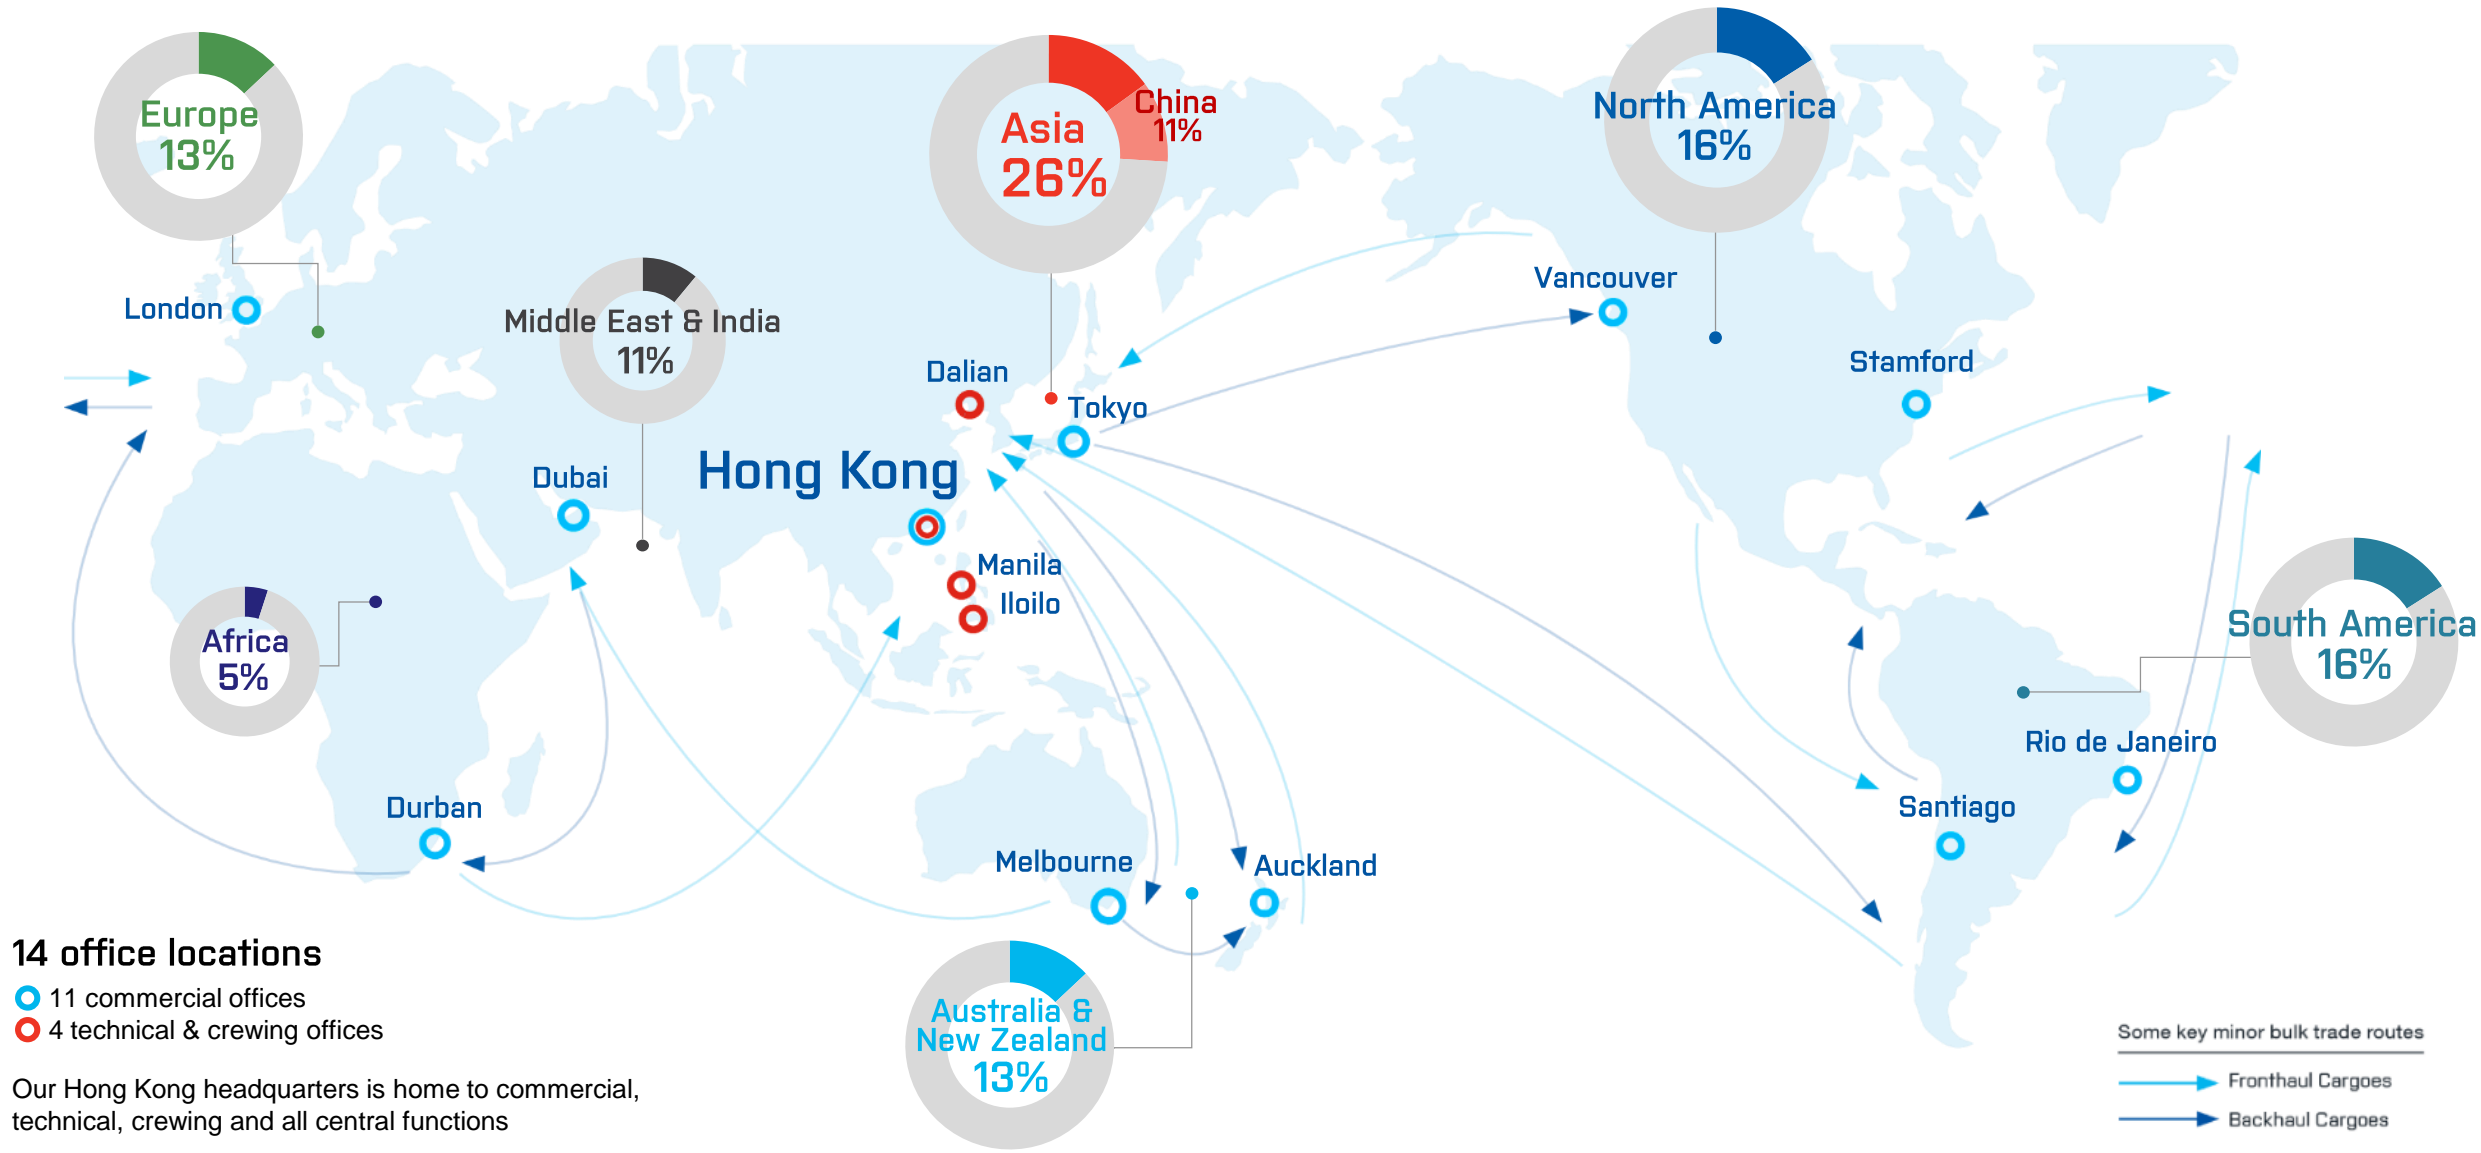 Europe
13%
Asia
26%
China
11%
North America
16%
London
Middle East & India
11%
Vancouver
Dalian
Stamford
Tokyo
Dubai
Hong Kong
Manila
Iloilo
Africa
5%
South America
16%
Rio de Janeiro
Durban
Santiago
Melbourne
Auckland
14 office locations
11 commercial offices
4 technical & crewing offices
Australia &
New Zealand
13%
Our Hong Kong headquarters is home to commercial,
technical, crewing and all central functions
Some key minor bulk trade routes
Fronthaul Cargoes
Backhaul Cargoes